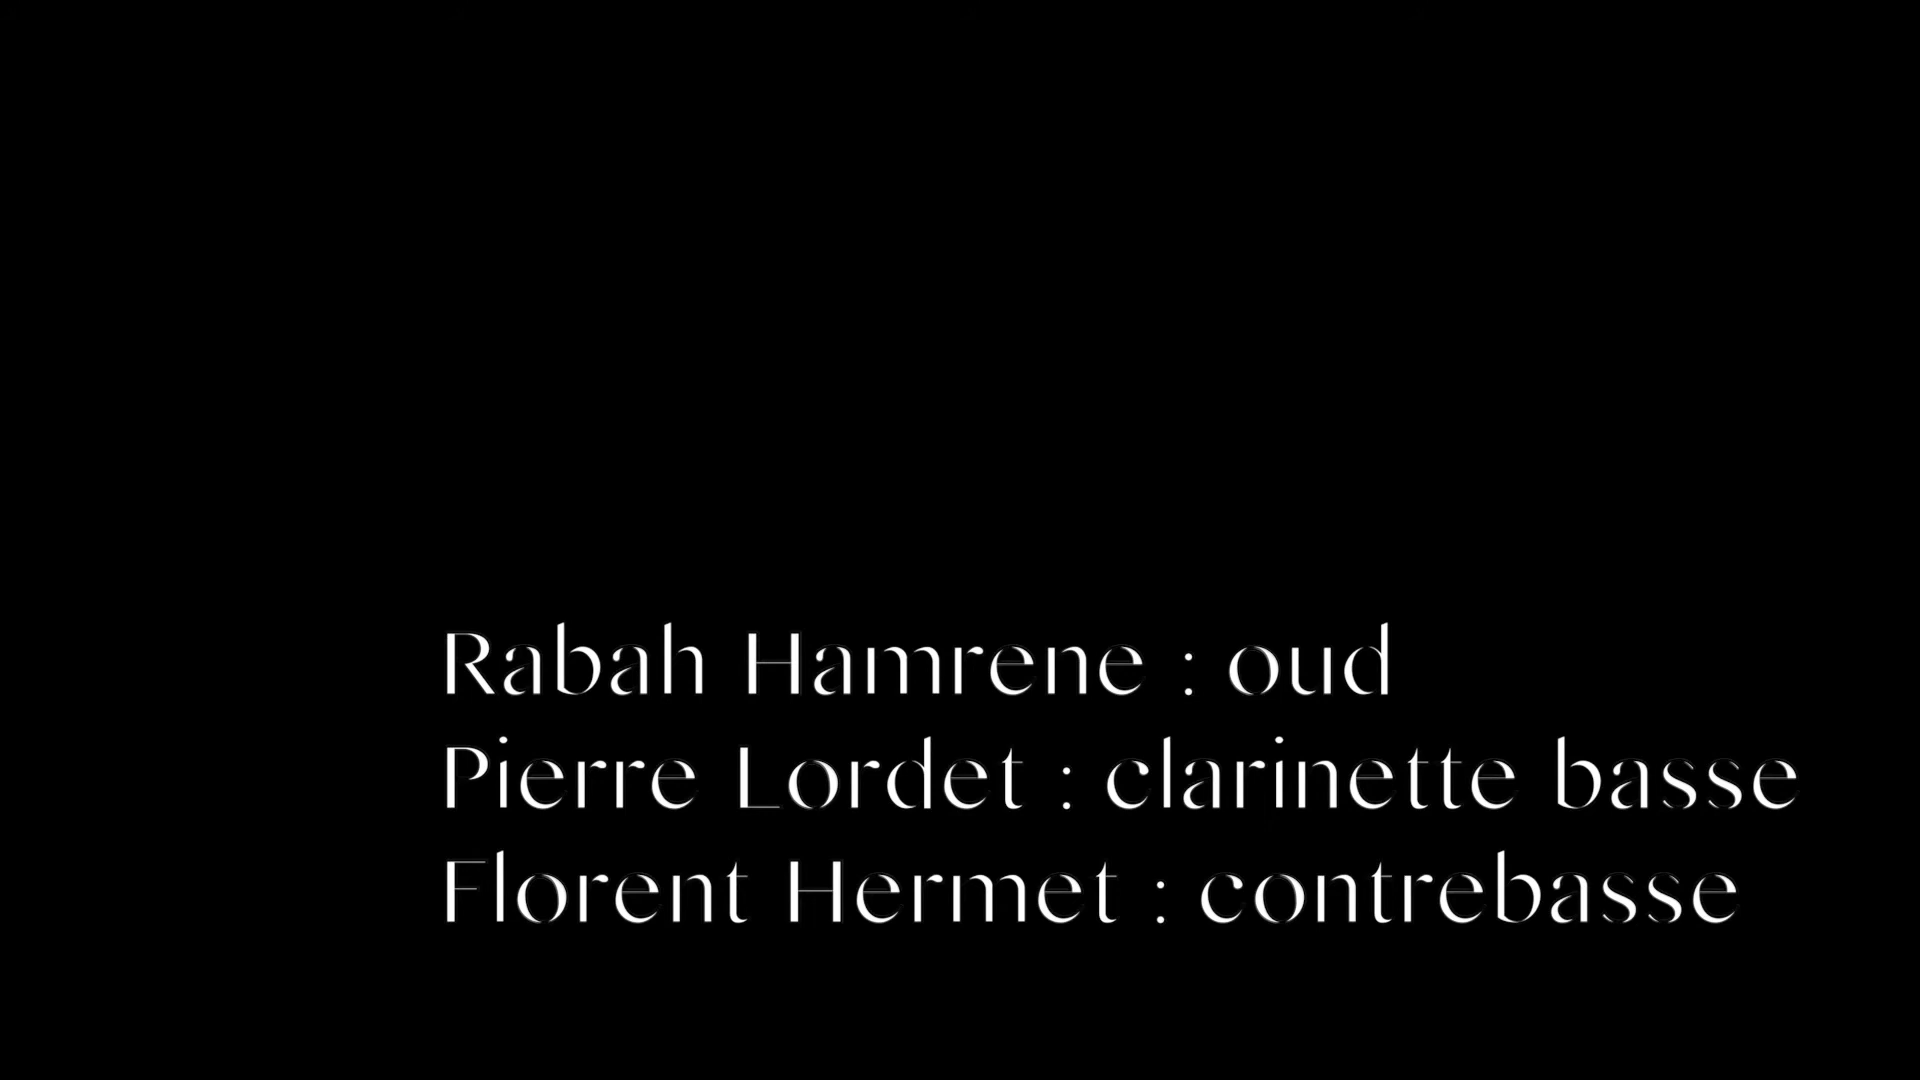 Rabah Hamrene : oud
Pierre Lordet : clarinette basse
Florent Hermet : contrebasse